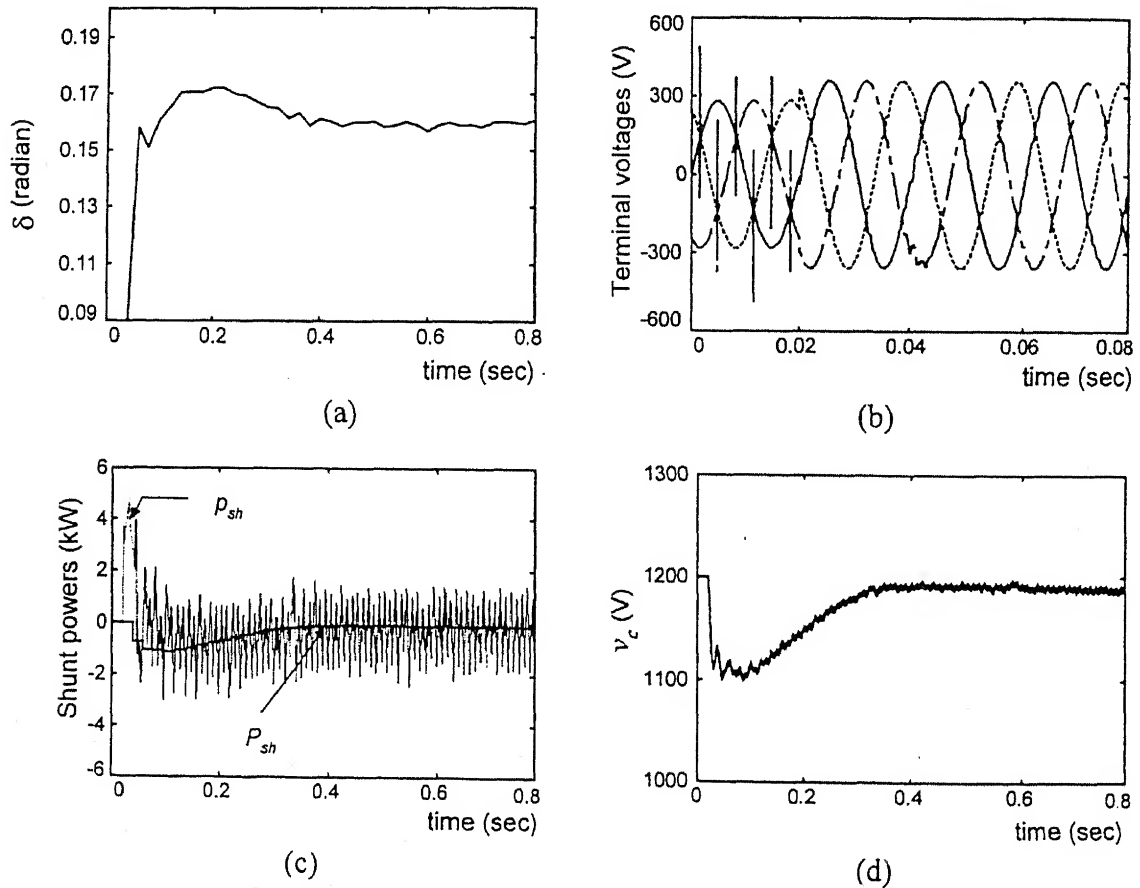 0.19
0.17
0.15
0.13
0.11
0.09
δ (radian)
0 0.2 0.4 0.6 0.8
time (sec)
(a)
600
300
0
-300
-600
Terminal voltages (V)
0 0.02 0.04 0.06 0.08
time (sec)
(b)
6
4
2
0
-2
-4
-6
Shunt powers (kW)
p_sh
P_sh
0 0.2 0.4 0.6 0.8
time (sec)
(c)
1300
1200
1100
1000
v_c (V)
0 0.2 0.4 0.6 0.8
time (sec)
(d)